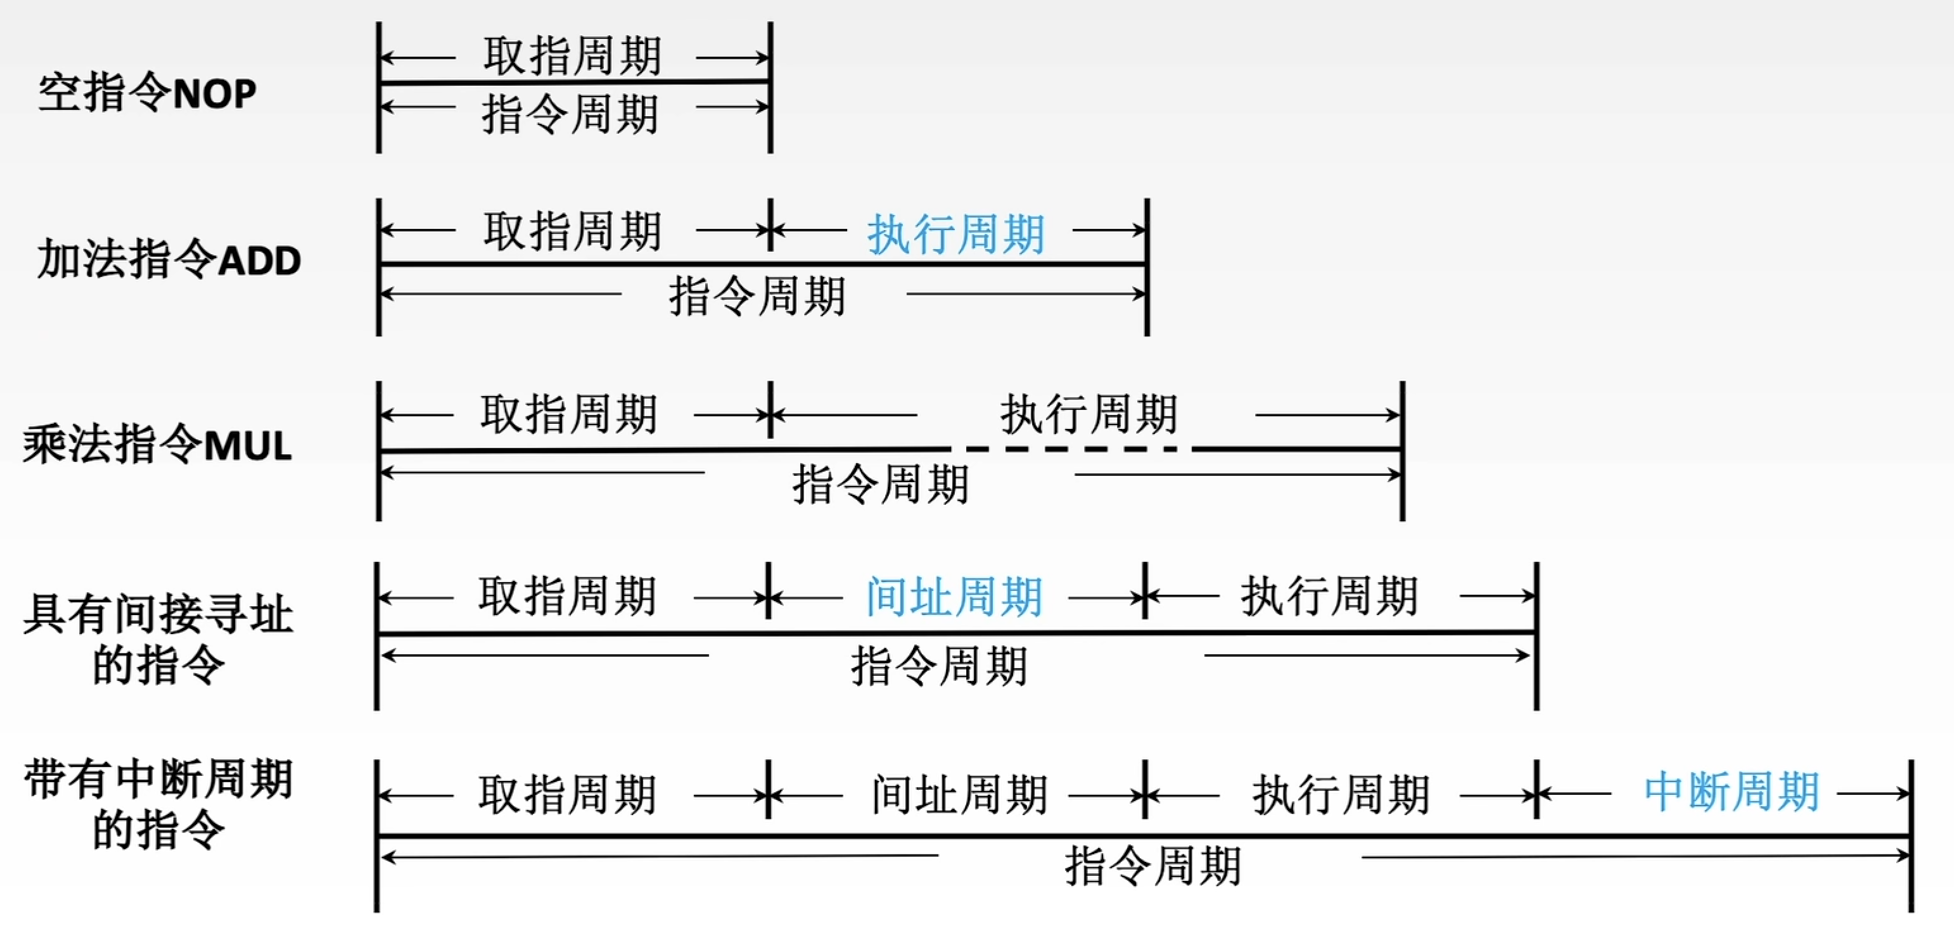 取指周期
空指令NOP
指令周期
取指周期 执行周期
加法指令ADD
指令周期
取指周期 执行周期
乘法指令MUL
指令周期
取指周期 间址周期 执行周期
具有间接寻址
的指令
指令周期
取指周期 间址周期 执行周期 中断周期
带有中断周期
的指令
指令周期